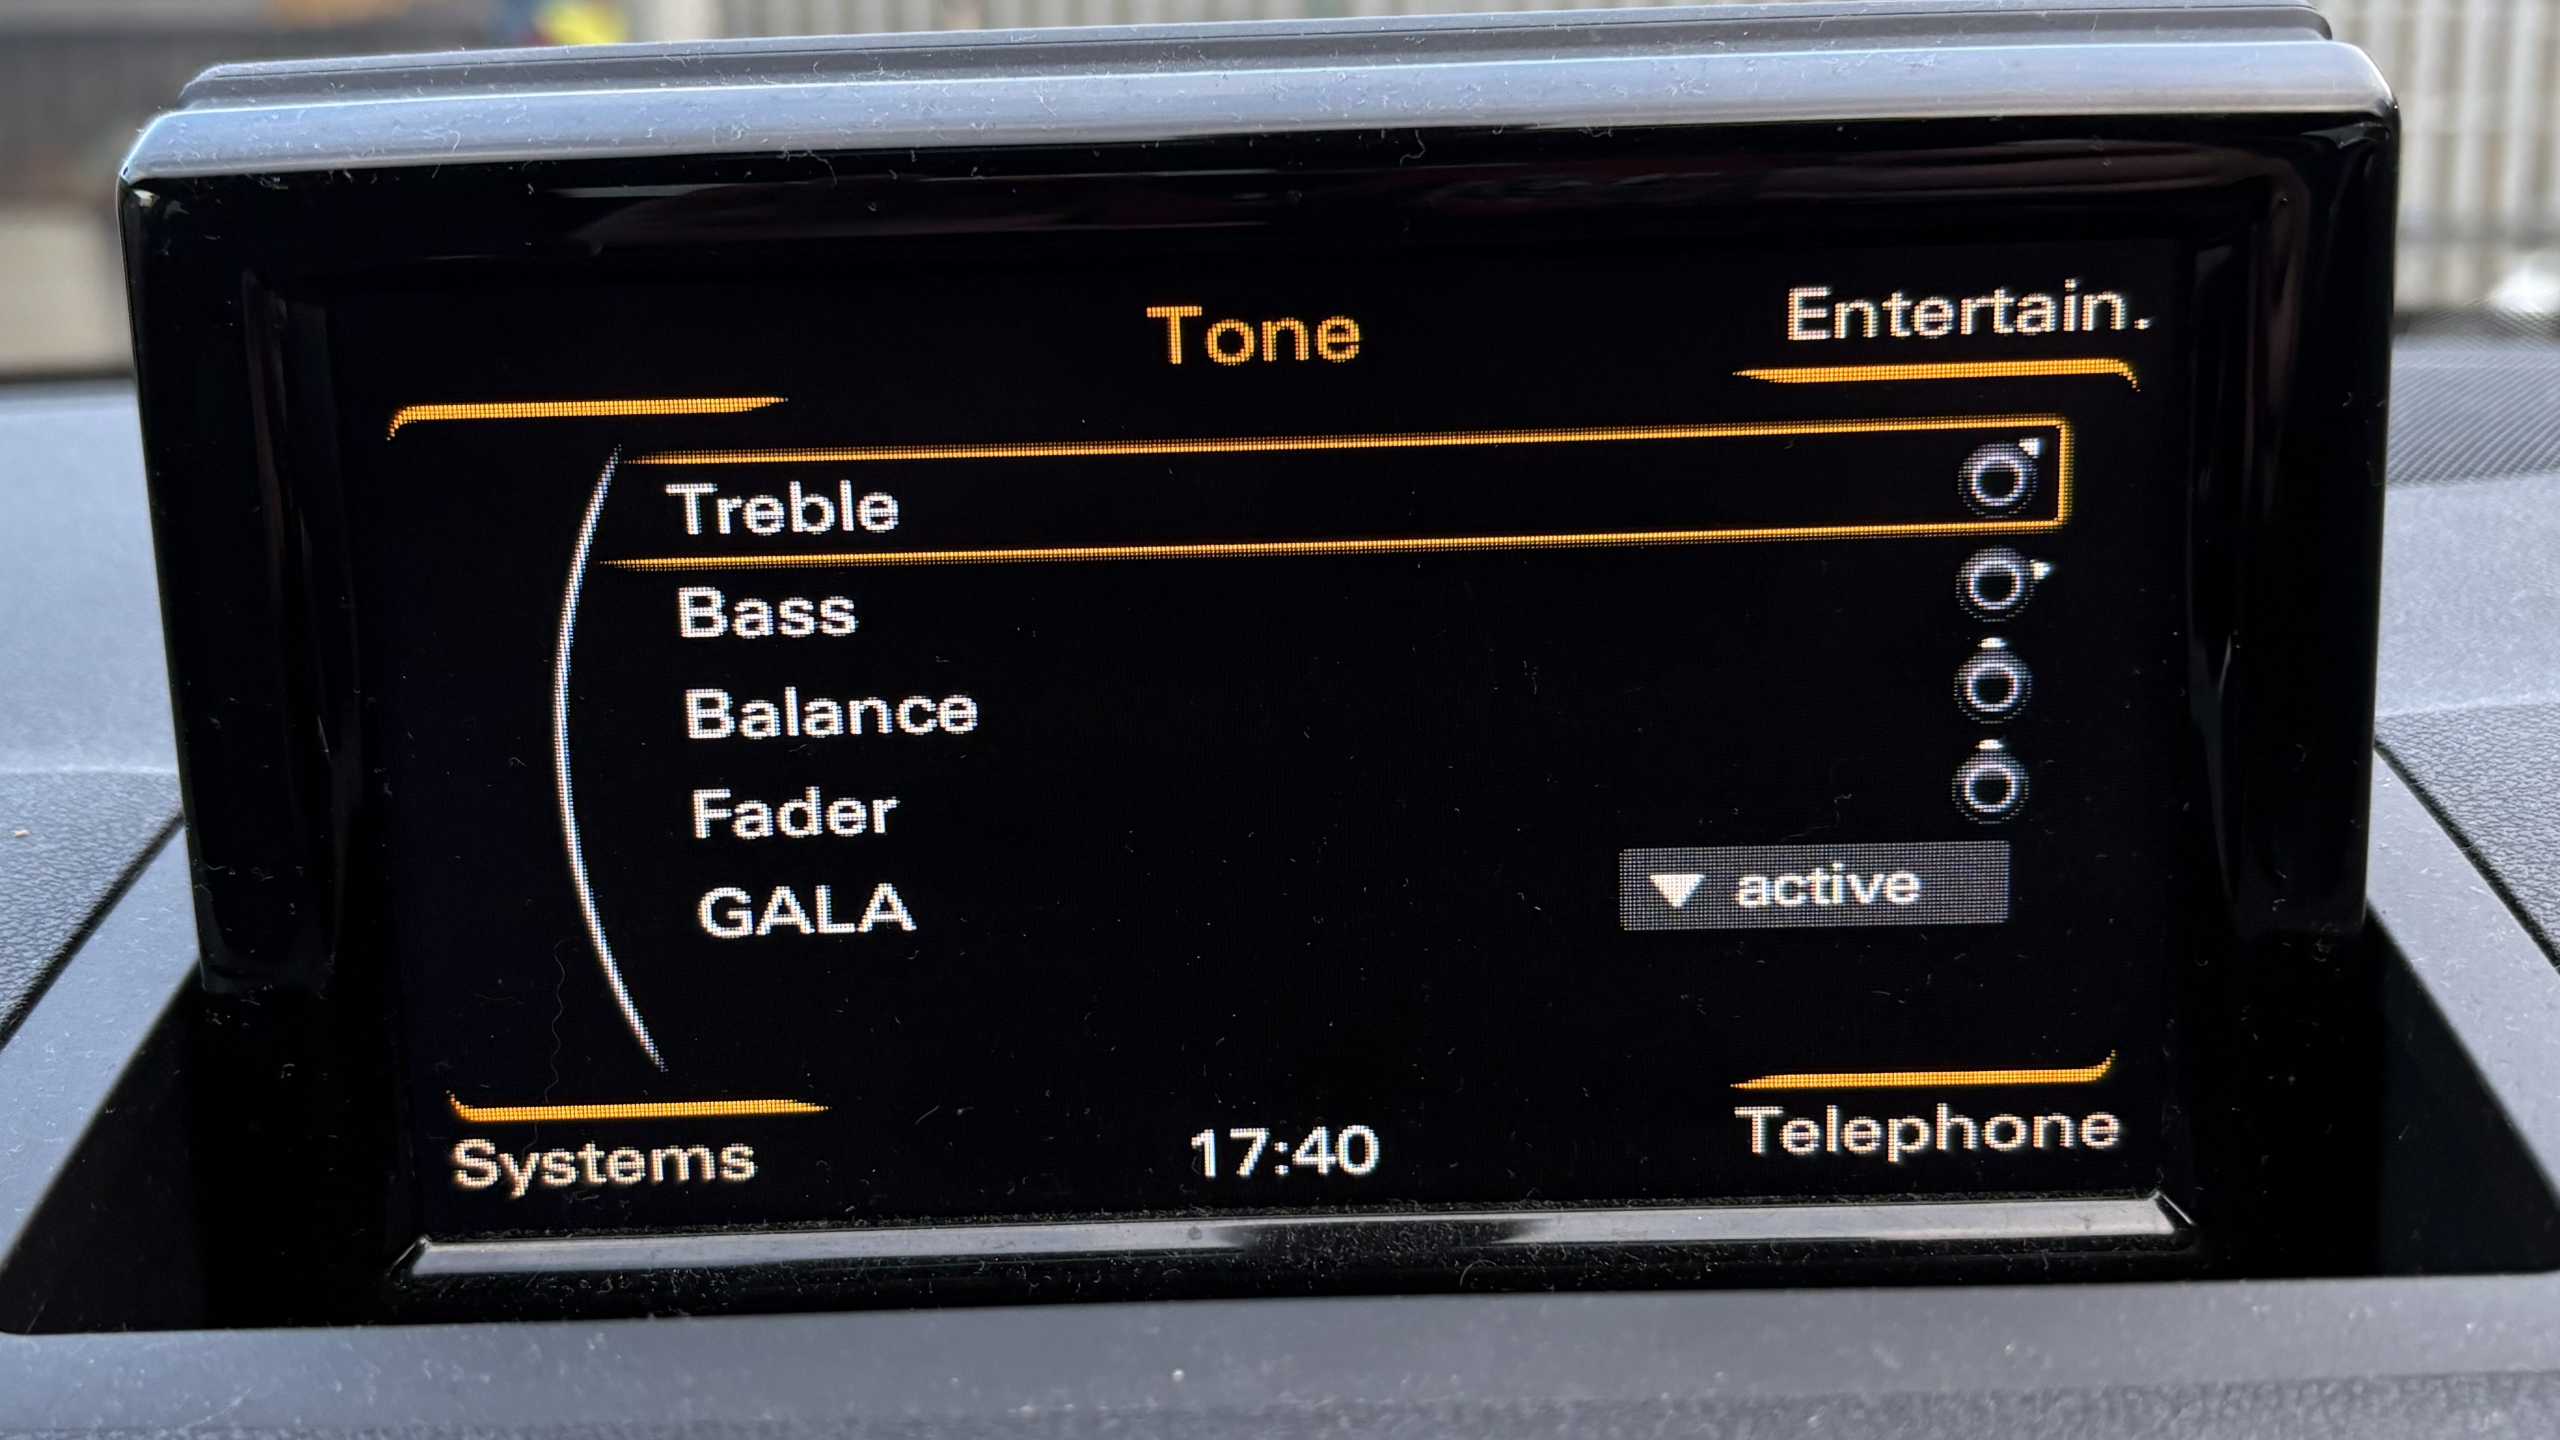 Tone
Entertain.
Treble
Bass
Balance
Fader
GALA
active
Systems
17:40
Telephone